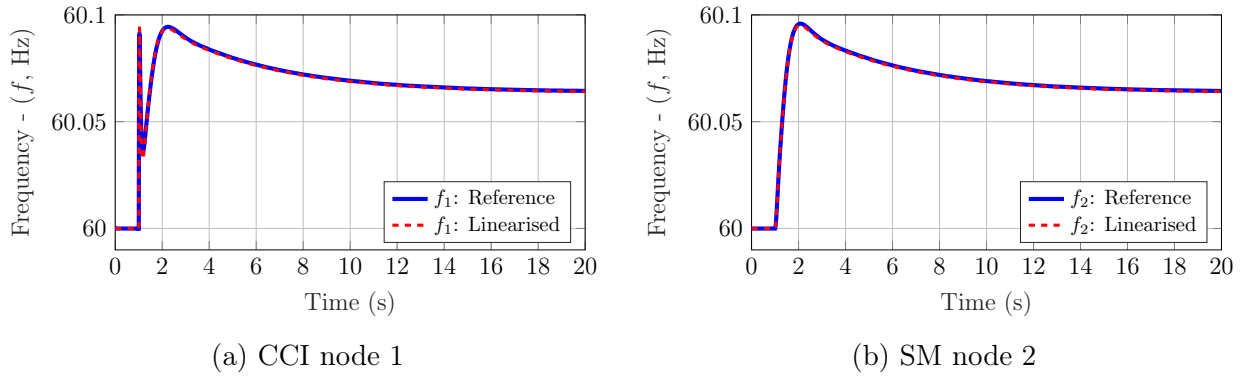 60.1
60.05
60
Frequency - (f, Hz)
f1: Reference
f1: Linearised
0 2 4 6 8 10 12 14 16 18 20
Time (s)
(a) CCI node 1
60.1
60.05
60
Frequency - (f, Hz)
f2: Reference
f2: Linearised
0 2 4 6 8 10 12 14 16 18 20
Time (s)
(b) SM node 2